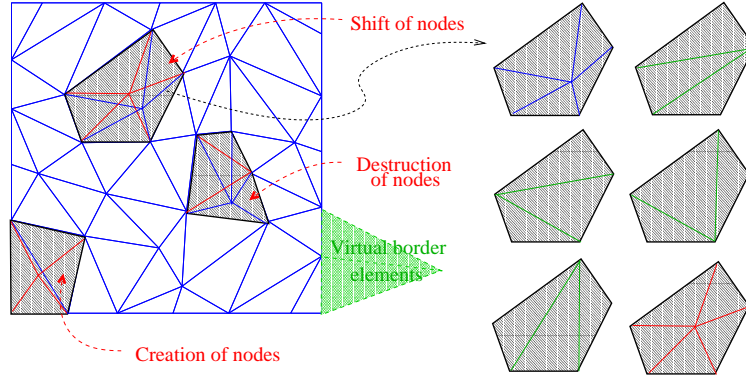 Shift of nodes
Destruction
of nodes
Virtual border
elements
Creation of nodes